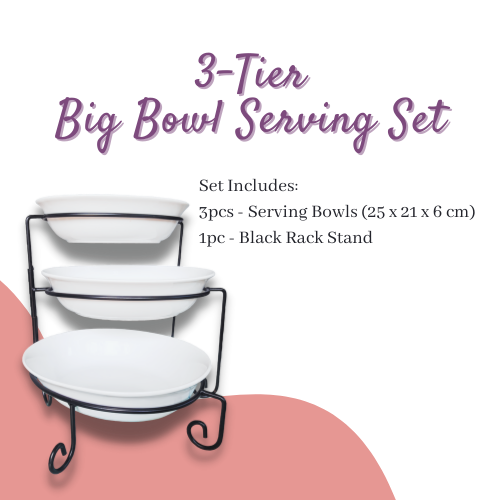 3-Tier
Big Bowl Serving Set
Set Includes:
3pcs - Serving Bowls (25 x 21 x 6 cm)
1pc - Black Rack Stand